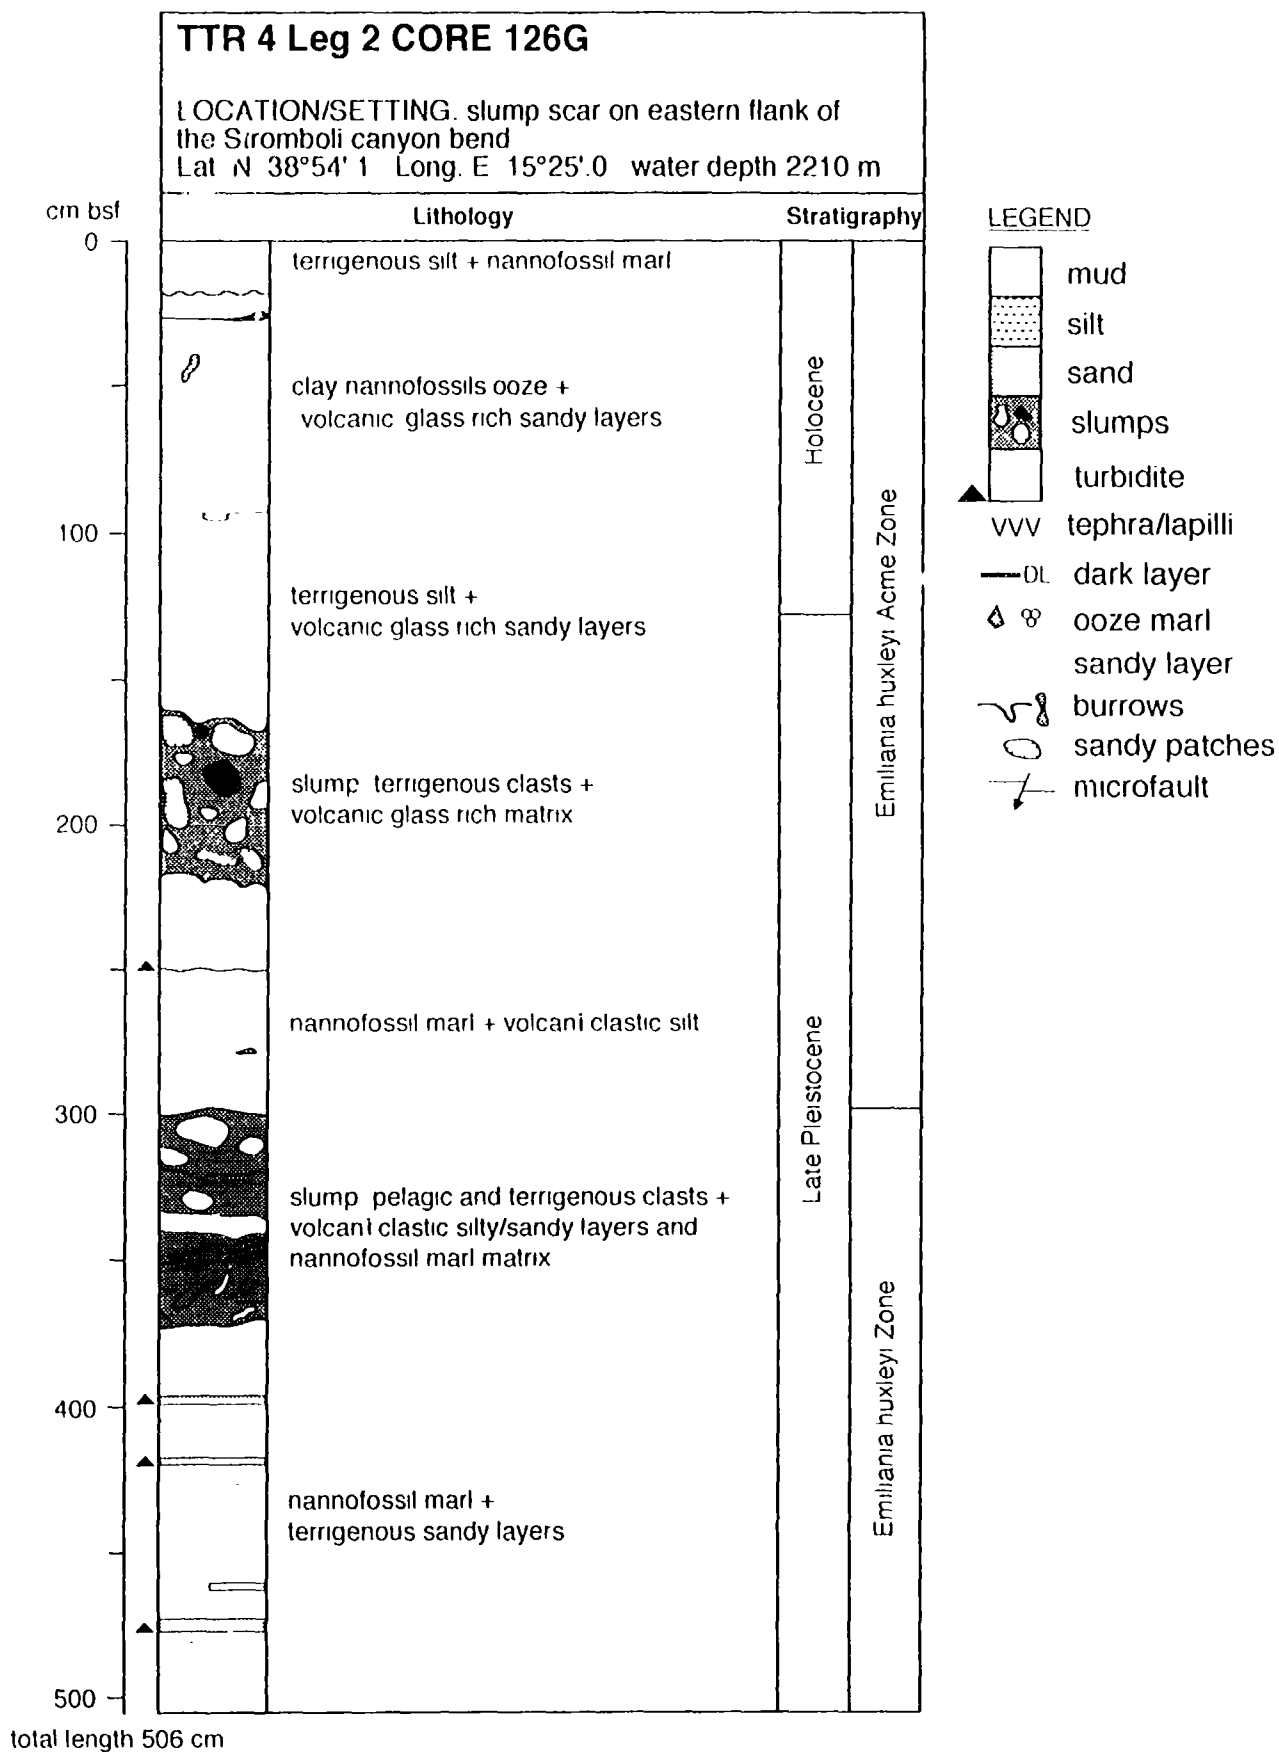 TTR 4 Leg 2 CORE 126G
LOCATION/SETTING. slump scar on eastern flank of
the Stromboli canyon bend
Lat N 38°54' 1 Long. E 15°25'.0 water depth 2210 m
cm bsf
Lithology
Stratigraphy
0
terrigenous silt + nannofossil marl
clay nannofossils ooze +
volcanic glass rich sandy layers
100
terrigenous silt +
volcanic glass rich sandy layers
slump terrigenous clasts +
volcanic glass rich matrix
200
nannofossil marl + volcani clastic silt
300
slump pelagic and terrigenous clasts +
volcani clastic silty/sandy layers and
nannofossil marl matrix
400
nannofossil marl +
terrigenous sandy layers
500
total length 506 cm
Holocene
Late Pleistocene
Emiliania huxleyi Acme Zone
Emiliania huxleyi Zone
LEGEND
mud
silt
sand
slumps
turbidite
VVV tephra/lapilli
DL dark layer
ooze marl
sandy layer
burrows
sandy patches
microfault